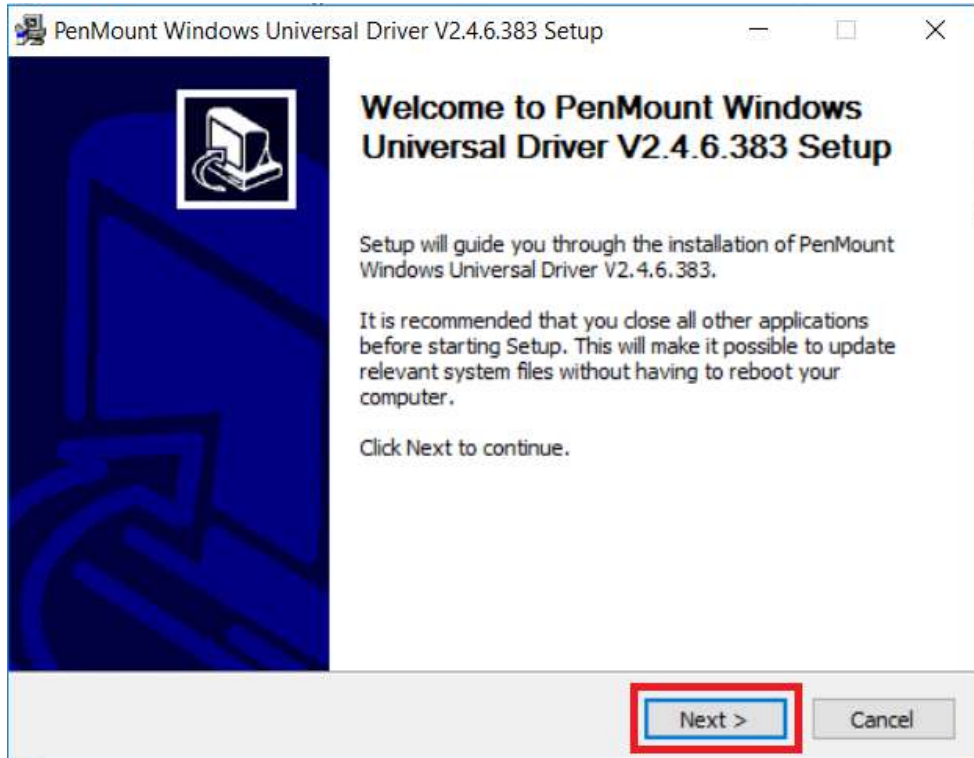 PenMount Windows Universal Driver V2.4.6.383 Setup
Welcome to PenMount Windows
Universal Driver V2.4.6.383 Setup
Setup will guide you through the installation of PenMount
Windows Universal Driver V2.4.6.383.
It is recommended that you close all other applications
before starting Setup. This will make it possible to update
relevant system files without having to reboot your
computer.
Click Next to continue.
Next >
Cancel